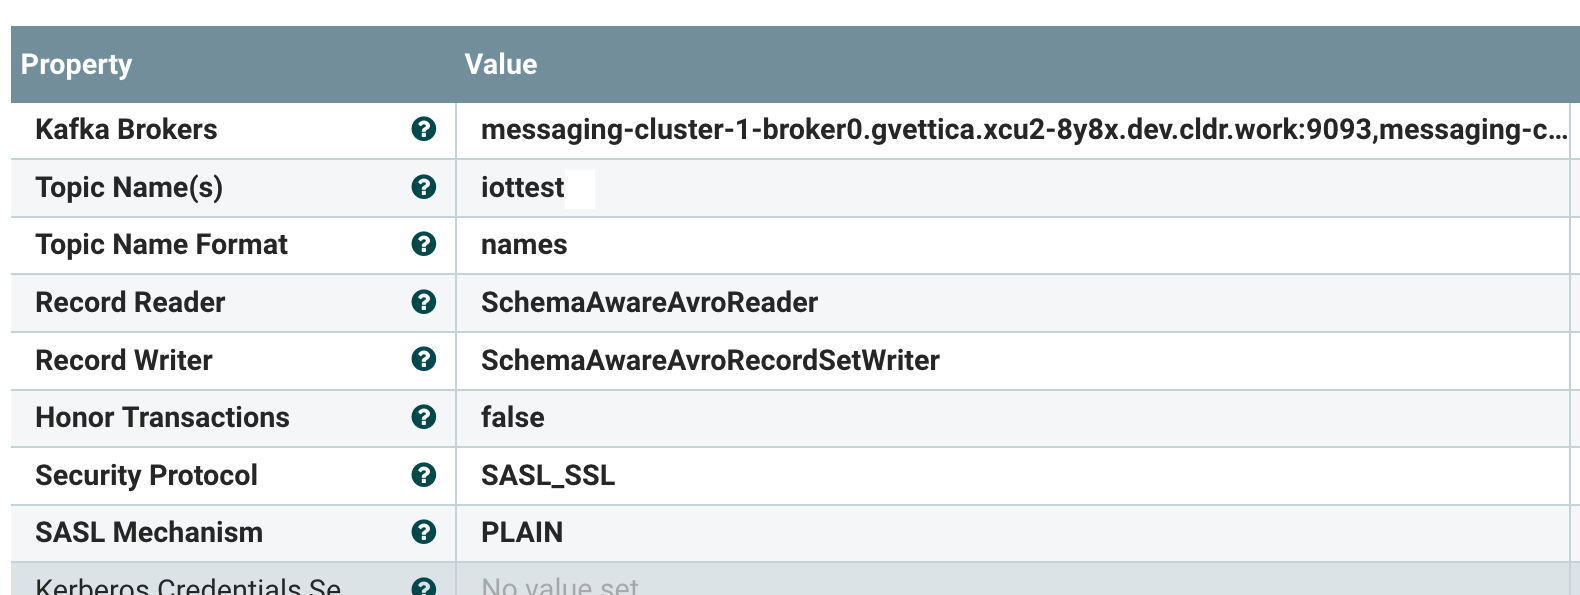 Property Value
Kafka Brokers ? messaging-cluster-1-broker0.gvettica.xcu2-8y8x.dev.cldr.work:9093,messaging-c...
Topic Name(s) ? iottest
Topic Name Format ? names
Record Reader ? SchemaAwareAvroReader
Record Writer ? SchemaAwareAvroRecordSetWriter
Honor Transactions ? false
Security Protocol ? SASL_SSL
SASL Mechanism ? PLAIN
Kerberos Credentials Se ? No value set